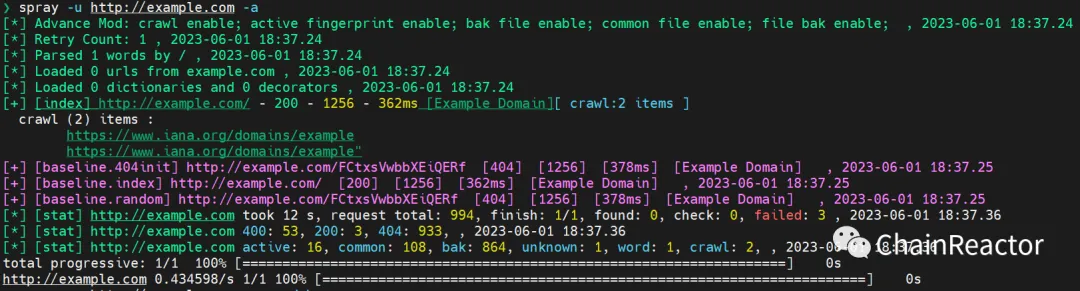 ❯ spray -u http://example.com -a
[*] Advance Mod: crawl enable; active fingerprint enable; bak file enable; common file enable; file bak enable;  , 2023-06-01 18:37.24
[*] Retry Count: 1 , 2023-06-01 18:37.24
[*] Parsed 1 words by / , 2023-06-01 18:37.24
[*] Loaded 0 urls from example.com , 2023-06-01 18:37.24
[*] Loaded 0 dictionaries and 0 decorators , 2023-06-01 18:37.24
[+] [index] http://example.com/ - 200 - 1256 - 362ms [Example Domain][ crawl:2 items ]
crawl (2) items :
https://www.iana.org/domains/example
https://www.iana.org/domains/example"
[+] [baseline.404init] http://example.com/FCtxsVwbbXEiQERf [404] [1256] [378ms] [Example Domain] , 2023-06-01 18:37.25
[+] [baseline.index] http://example.com/ [200] [1256] [362ms] [Example Domain] , 2023-06-01 18:37.25
[+] [baseline.random] http://example.com/FCtxsVwbbXEiQERf [404] [1256] [378ms] [Example Domain] , 2023-06-01 18:37.25
[*] [stat] http://example.com took 12 s, request total: 994, finish: 1/1, found: 0, check: 0, failed: 3 , 2023-06-01 18:37.36
[*] [stat] http://example.com 400: 53, 200: 3, 404: 933, , 2023-06-01 18:37.36
[*] [stat] http://example.com active: 16, common: 108, bak: 864, unknown: 1, word: 1, crawl: 2, , 2023-06-01 18:37.36
ChainReactor
total progressive: 1/1 100% [==================================================================] 0s
http://example.com 0.434598/s 1/1 100% [==================================================================] 0s